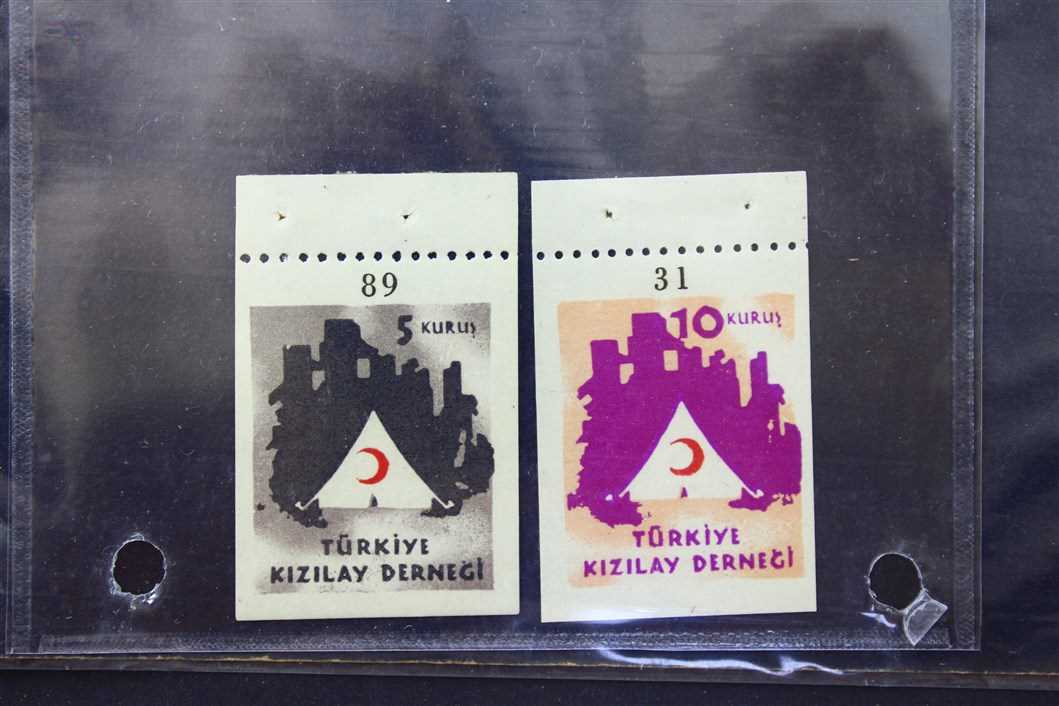 89
5 KURUŞ
TÜRKİYE
KIZILAY DERNEĞİ
31
10 KURUŞ
TÜRKİYE
KIZILAY DERNEĞİ